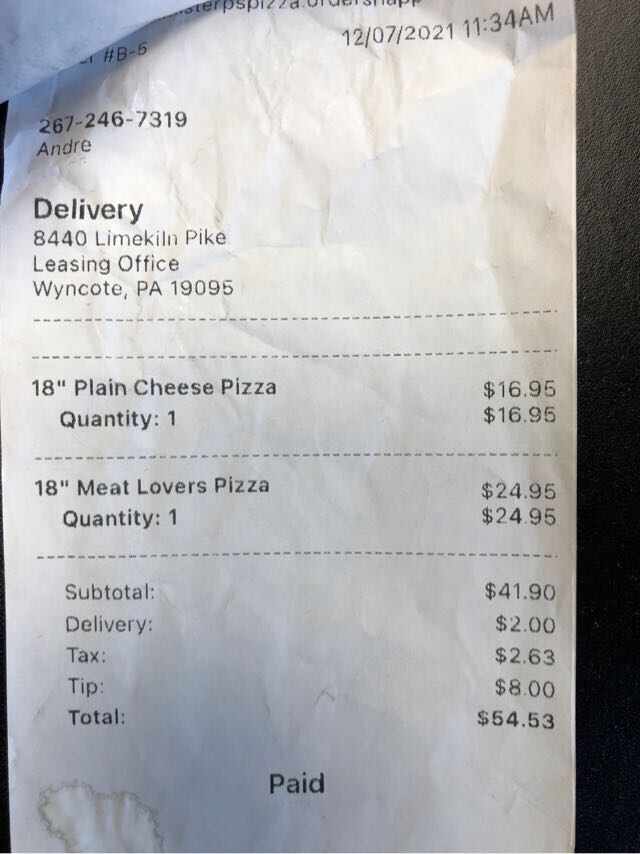 12/07/2021 11:34AM
#B-5
267-246-7319
Andre
Delivery
8440 Limekiln Pike
Leasing Office
Wyncote, PA 19095
18" Plain Cheese Pizza $16.95
Quantity: 1 $16.95
18" Meat Lovers Pizza $24.95
Quantity: 1 $24.95
Subtotal: $41.90
Delivery: $2.00
Tax: $2.63
Tip: $8.00
Total: $54.53
Paid